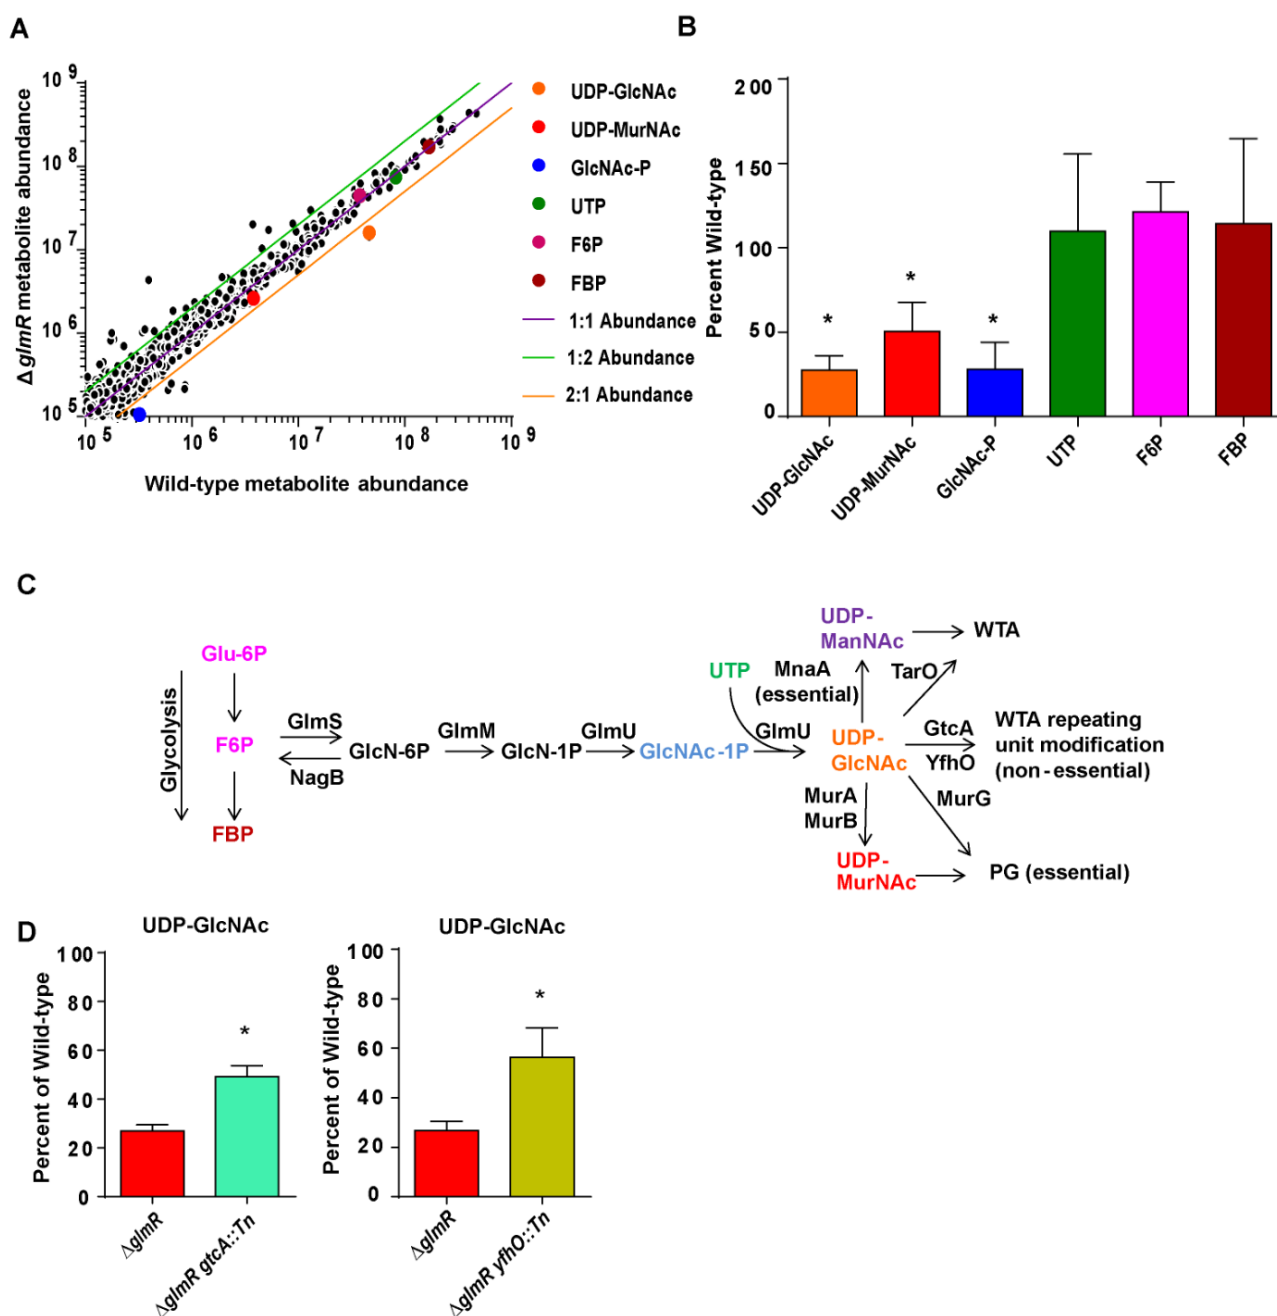 A
10 9
10 8
10 7
10 6
10 5
Δ glmR metabolite abundance
10 5
10 6
10 7
10 8
10 9
Wild-type metabolite abundance
UDP-GlcNAc
UDP-MurNAc
GlcNAc-P
UTP
F6P
FBP
1:1 Abundance
1:2 Abundance
2:1 Abundance
B
200
150
100
50
0
Percent Wild-type
*
*
*
UDP-GlcNAc
UDP-MurNAc
GlcNAc-P
UTP
F6P
FBP
C
Glycolysis
Glu-6P
F6P
FBP
GlmS
NagB
GlcN-6P
GlmM
GlcN-1P
GlmU
GlcNAc-1P
UTP
GlmU
MnaA
(essential)
UDP-
ManNAc
WTA
TarO
UDP-
GlcNAc
GtcA
YfhO
WTA repeating
unit modification
(non-essential)
MurA
MurB
MurG
UDP-
MurNAc
PG (essential)
D
UDP-GlcNAc
100
80
60
40
20
0
Percent of Wild-type
*
ΔglmR
ΔglmR gtcA::Tn
UDP-GlcNAc
100
80
60
40
20
0
Percent of Wild-type
*
ΔglmR
ΔglmR yfhO::Tn